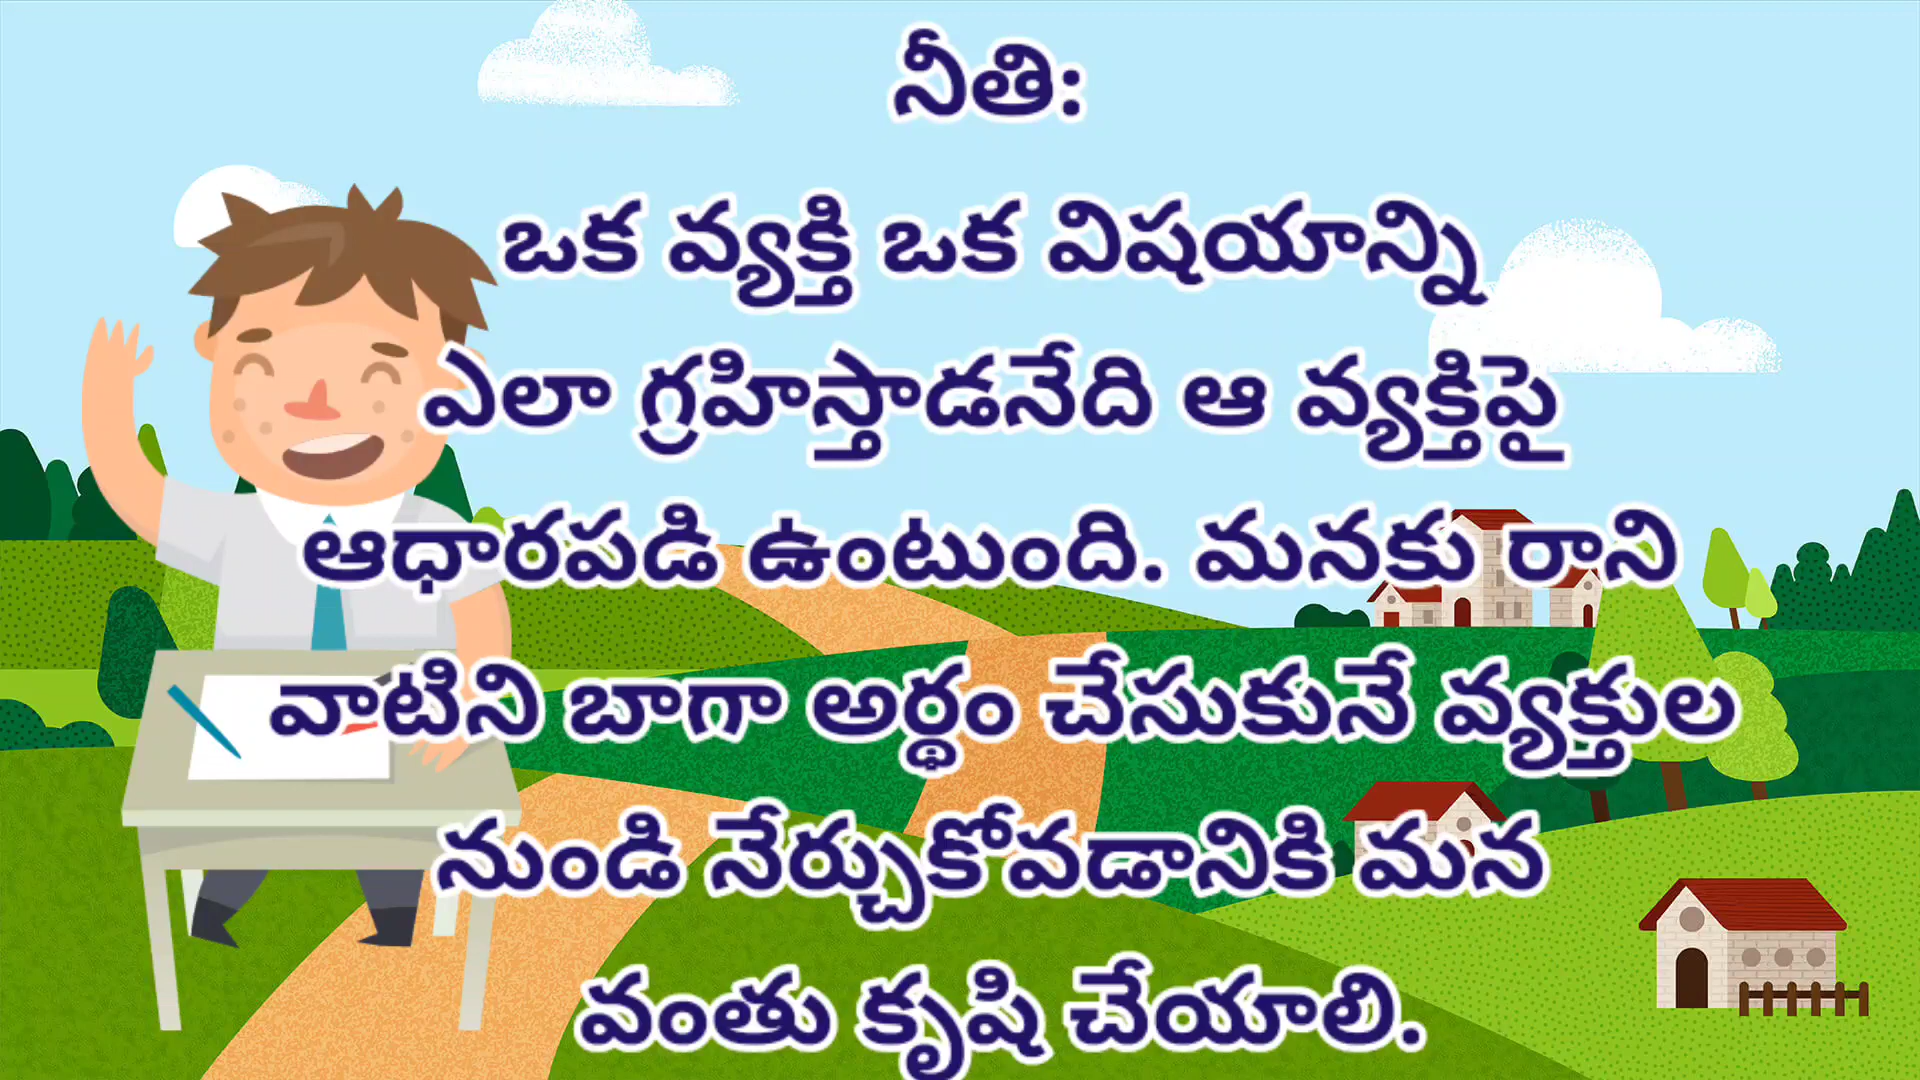 నీతి:
ఒక వ్యక్తి ఒక విషయాన్ని
ఎలా గ్రహిస్తాడనేది ఆ వ్యక్తిపై
ఆధారపడి ఉంటుంది. మనకు రాని
వాటిని బాగా అర్థం చేసుకునే వ్యక్తుల
నుండి నేర్చుకోవడానికి మన
వంతు కృషి చేయాలి.